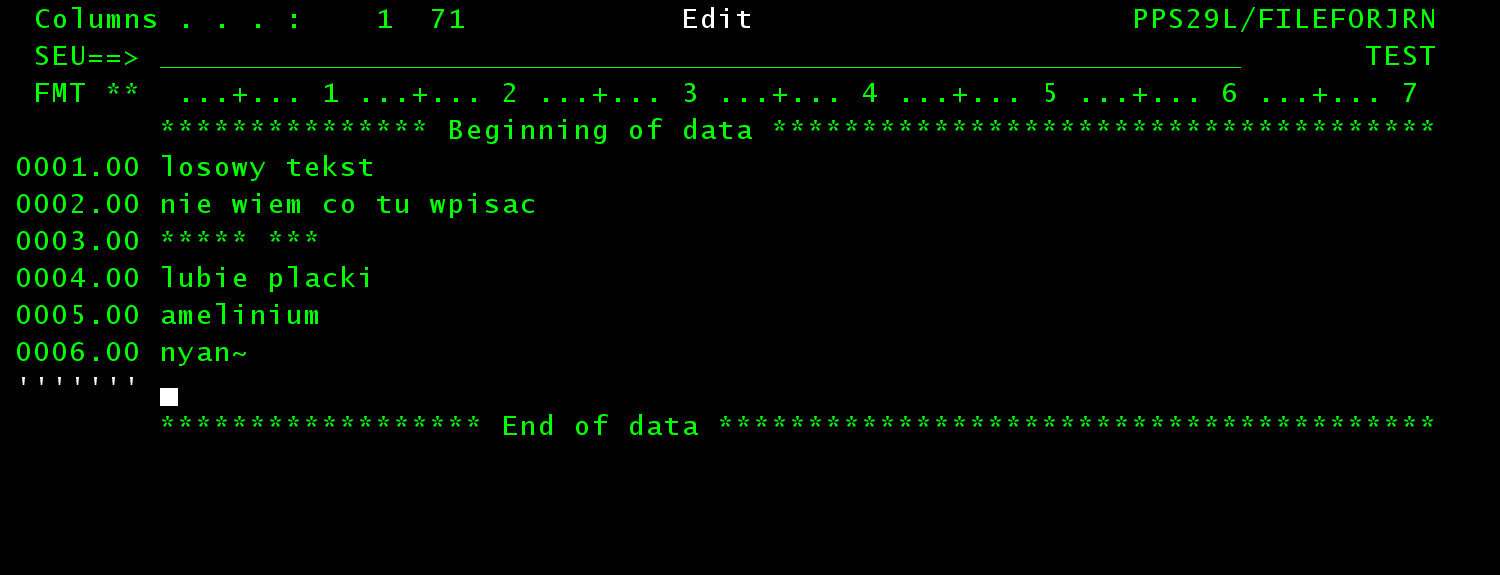 Columns . . . :    1  71            Edit                     PPS29L/FILEFORJRN
SEU==> ____________________________________________________________ TEST
FMT **  ...+... 1 ...+... 2 ...+... 3 ...+... 4 ...+... 5 ...+... 6 ...+... 7
*************** Beginning of data *************************************
0001.00 losowy tekst
0002.00 nie wiem co tu wpisac
0003.00 ***** ***
0004.00 lubie placki
0005.00 amelinium
0006.00 nyan~
'''''''
****************** End of data ****************************************